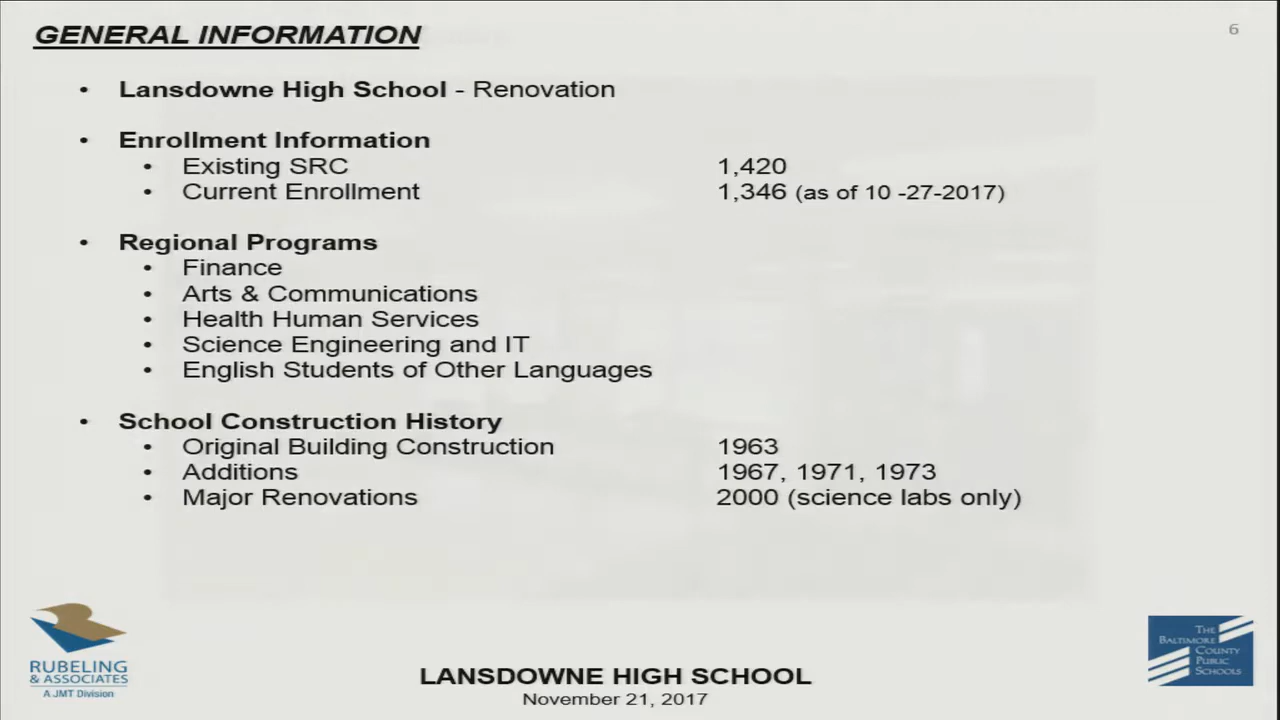 GENERAL INFORMATION
6
• Lansdowne High School - Renovation
• Enrollment Information
• Existing SRC 1,420
• Current Enrollment 1,346 (as of 10 -27-2017)
• Regional Programs
• Finance
• Arts & Communications
• Health Human Services
• Science Engineering and IT
• English Students of Other Languages
• School Construction History
• Original Building Construction 1963
• Additions 1967, 1971, 1973
• Major Renovations 2000 (science labs only)
RUBELING
& ASSOCIATES
A JMT Division
LANSDOWNE HIGH SCHOOL
November 21, 2017
THE
BALTIMORE
COUNTY
PUBLIC
SCHOOLS